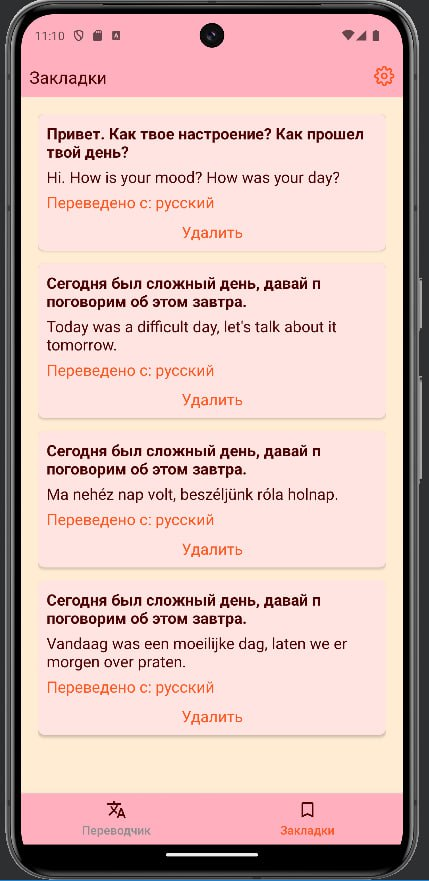 11:10
Закладки
Привет. Как твое настроение? Как прошел
твой день?
Hi. How is your mood? How was your day?
Переведено с: русский
Удалить
Сегодня был сложный день, давай п
поговорим об этом завтра.
Today was a difficult day, let's talk about it
tomorrow.
Переведено с: русский
Удалить
Сегодня был сложный день, давай п
поговорим об этом завтра.
Ma nehéz nap volt, beszéljünk róla holnap.
Переведено с: русский
Удалить
Сегодня был сложный день, давай п
поговорим об этом завтра.
Vandaag was een moeilijke dag, laten we er
morgen over praten.
Переведено с: русский
Удалить
Переводчик
Закладки